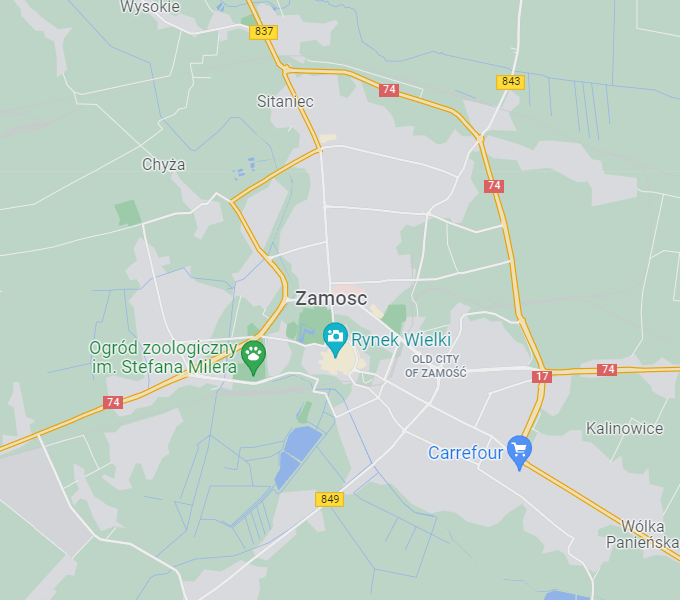 Wysokie
837
74
843
Sitaniec
Chyża
74
Zamosc
Rynek Wielki
Ogród zoologiczny
im. Stefana Milera
OLD CITY
OF ZAMOŚĆ
17
74
74
Kalinowice
Carrefour
849
Wólka
Panieńska